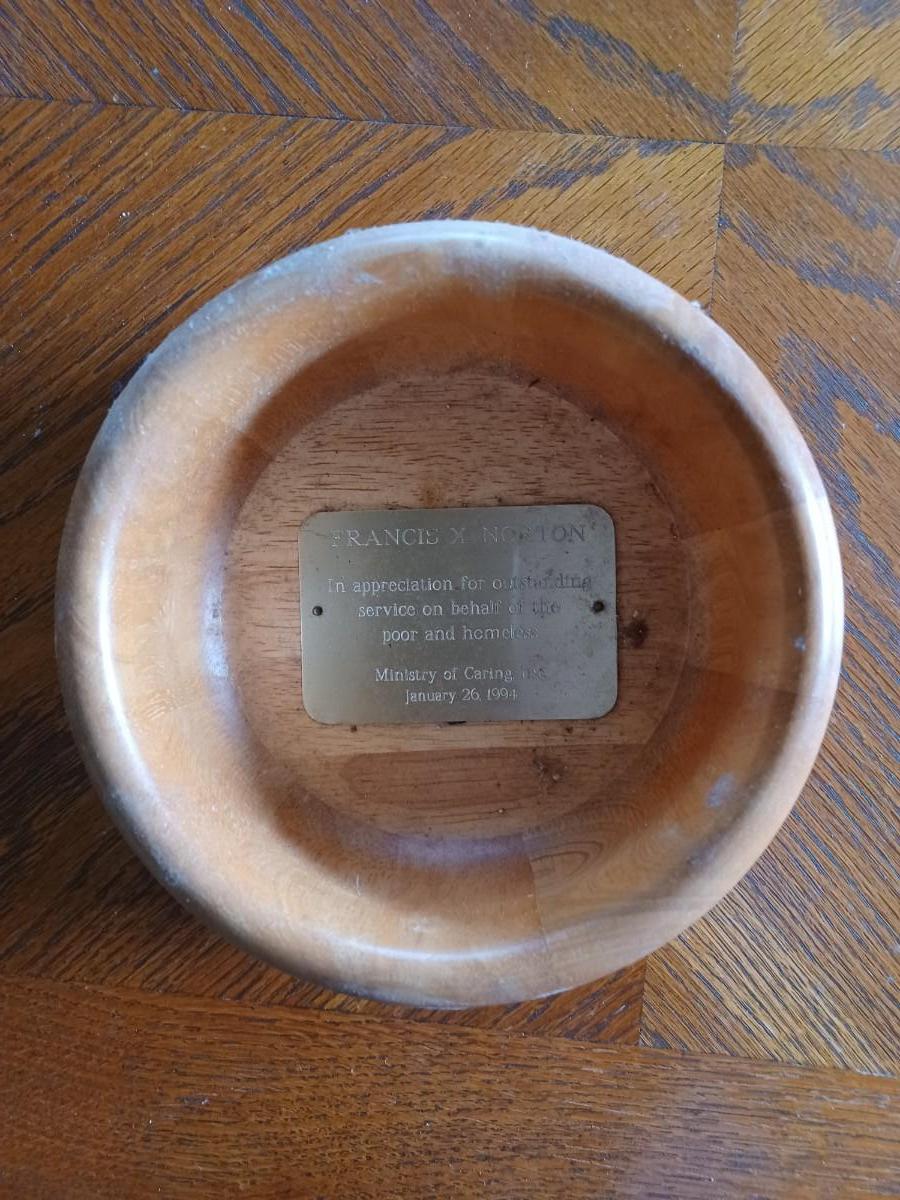 FRANCIS X. NORTON
In appreciation for outstanding
service on behalf of the
poor and homeless
Ministry of Caring, Inc.
January 26, 1994